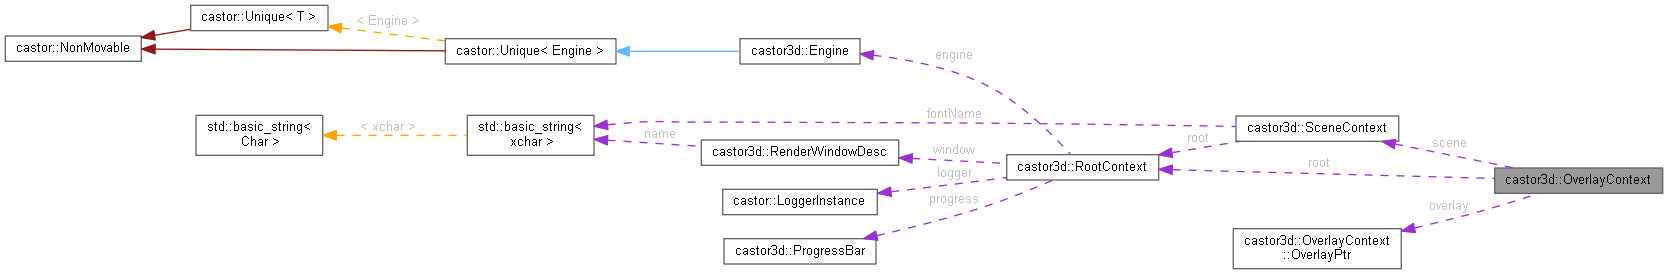 castor::Unique< T >
< Engine >
castor::NonMovable
castor::Unique< Engine >
castor3d::Engine
engine
std::basic_string<
Char >
< xchar >
std::basic_string<
xchar >
fontName
name
castor3d::RenderWindowDesc
window
logger
castor::LoggerInstance
progress
castor3d::ProgressBar
castor3d::RootContext
castor3d::SceneContext
root
scene
root
castor3d::OverlayContext
overlay
castor3d::OverlayContext
::OverlayPtr